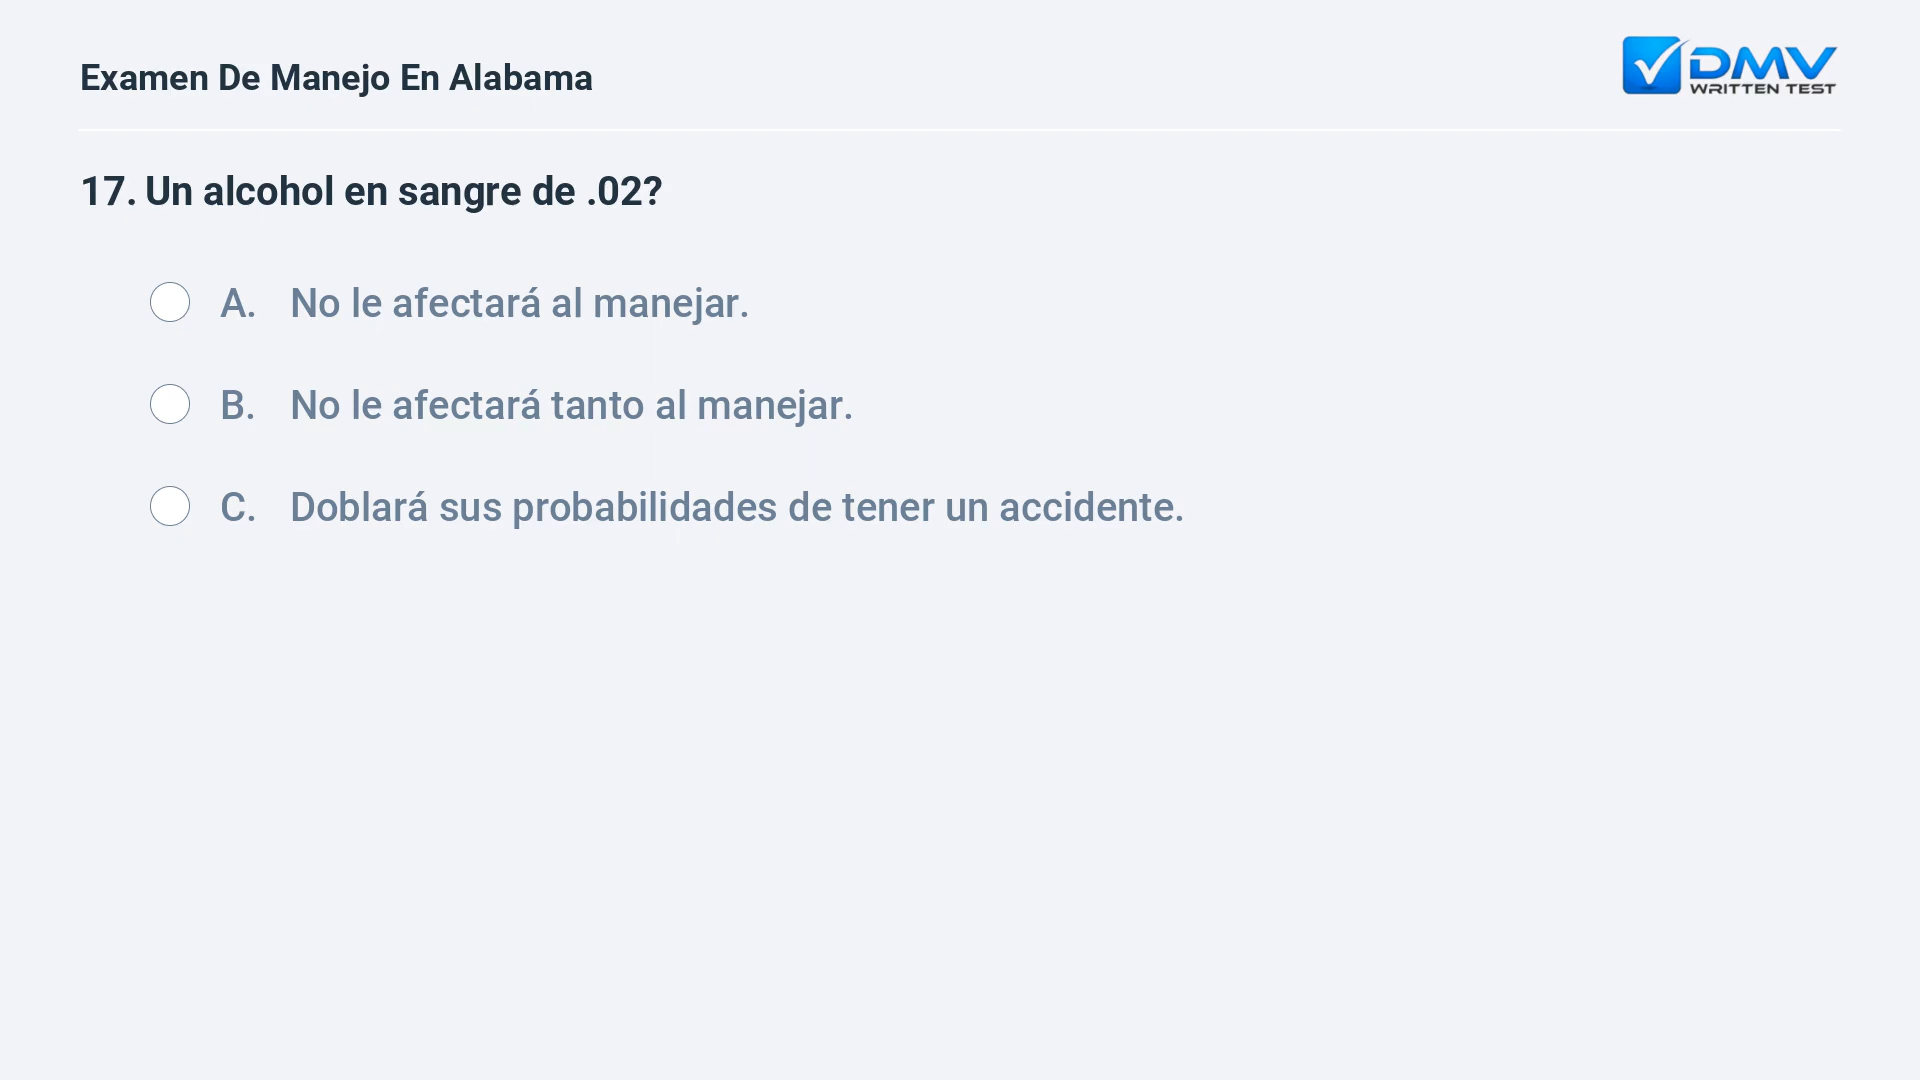 Examen De Manejo En Alabama
DMV
WRITTEN TEST
17. Un alcohol en sangre de .02?
A. No le afectará al manejar.
B. No le afectará tanto al manejar.
C. Doblará sus probabilidades de tener un accidente.